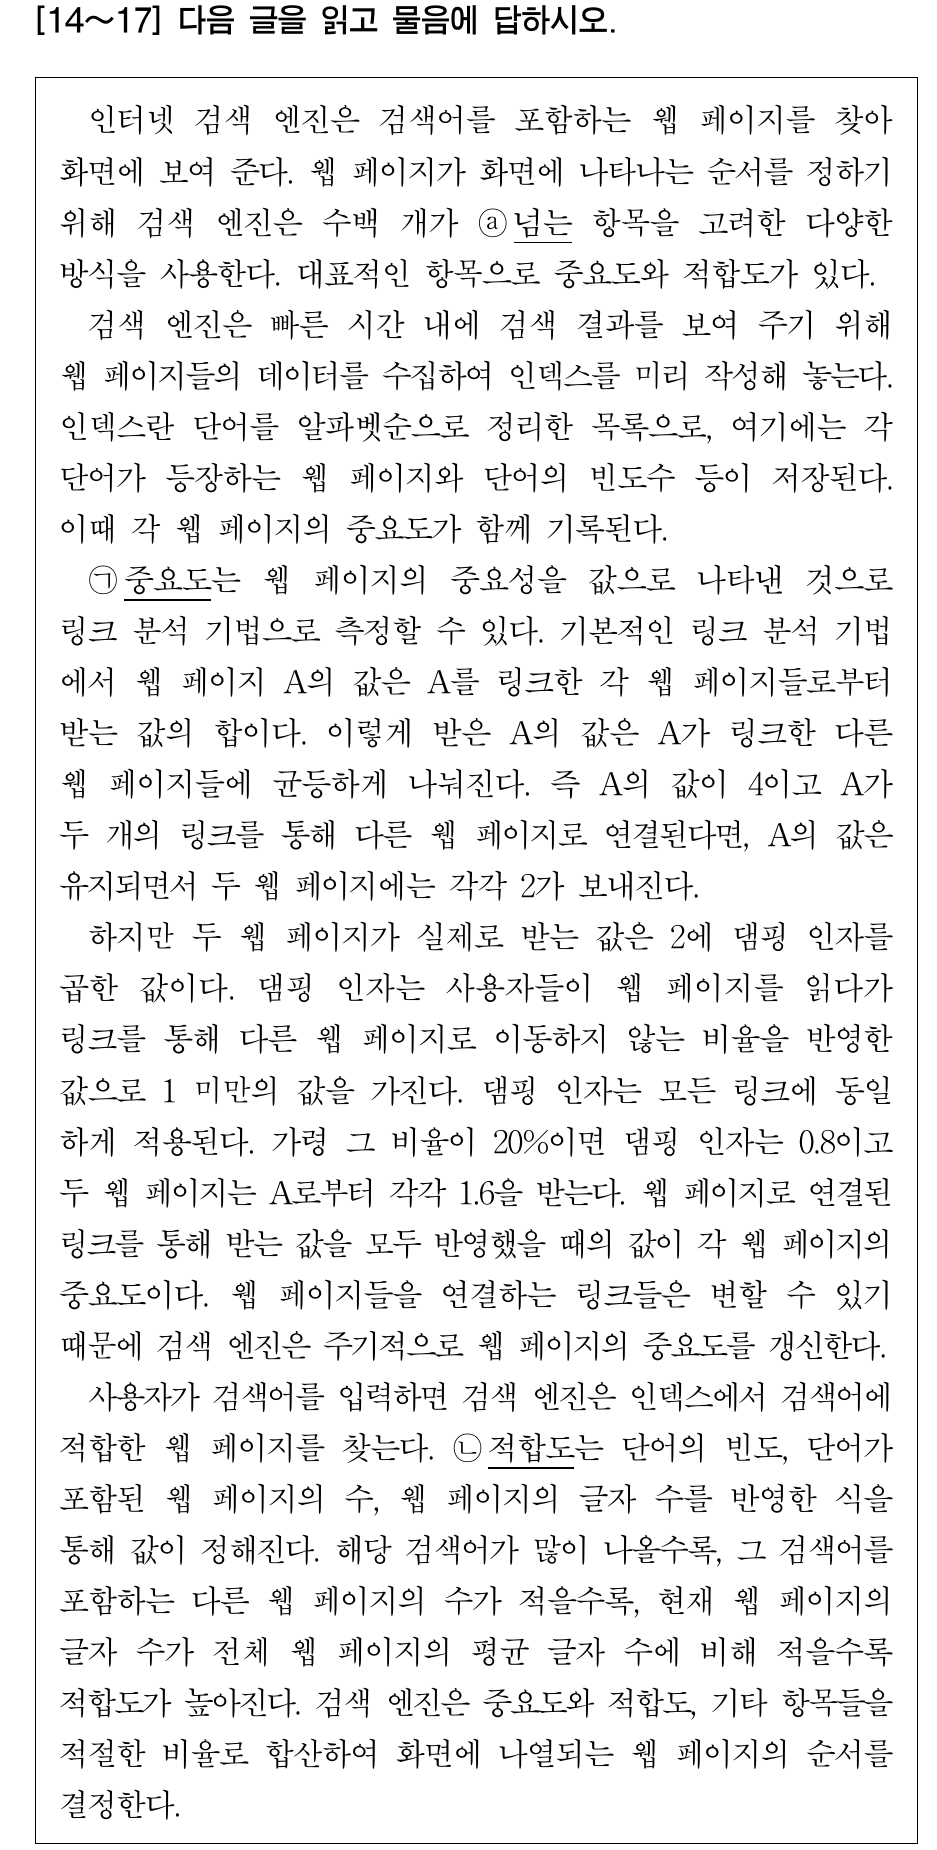 [14～17] 다음 글을 읽고 물음에 답하시오.
인터넷 검색 엔진은 검색어를 포함하는 웹 페이지를 찾아
화면에 보여 준다. 웹 페이지가 화면에 나타나는 순서를 정하기
위해 검색 엔진은 수백 개가 ⓐ넘는 항목을 고려한 다양한
방식을 사용한다. 대표적인 항목으로 중요도와 적합도가 있다.
검색 엔진은 빠른 시간 내에 검색 결과를 보여 주기 위해
웹 페이지들의 데이터를 수집하여 인덱스를 미리 작성해 놓는다.
인덱스란 단어를 알파벳순으로 정리한 목록으로, 여기에는 각
단어가 등장하는 웹 페이지와 단어의 빈도수 등이 저장된다.
이때 각 웹 페이지의 중요도가 함께 기록된다.
㉠중요도는 웹 페이지의 중요성을 값으로 나타낸 것으로
링크 분석 기법으로 측정할 수 있다. 기본적인 링크 분석 기법
에서 웹 페이지 A의 값은 A를 링크한 각 웹 페이지들로부터
받는 값의 합이다. 이렇게 받은 A의 값은 A가 링크한 다른
웹 페이지들에 균등하게 나눠진다. 즉 A의 값이 4이고 A가
두 개의 링크를 통해 다른 웹 페이지로 연결된다면, A의 값은
유지되면서 두 웹 페이지에는 각각 2가 보내진다.
하지만 두 웹 페이지가 실제로 받는 값은 2에 댐핑 인자를
곱한 값이다. 댐핑 인자는 사용자들이 웹 페이지를 읽다가
링크를 통해 다른 웹 페이지로 이동하지 않는 비율을 반영한
값으로 1 미만의 값을 가진다. 댐핑 인자는 모든 링크에 동일
하게 적용된다. 가령 그 비율이 20%이면 댐핑 인자는 0.8이고
두 웹 페이지는 A로부터 각각 1.6을 받는다. 웹 페이지로 연결된
링크를 통해 받는 값을 모두 반영했을 때의 값이 각 웹 페이지의
중요도이다. 웹 페이지들을 연결하는 링크들은 변할 수 있기
때문에 검색 엔진은 주기적으로 웹 페이지의 중요도를 갱신한다.
사용자가 검색어를 입력하면 검색 엔진은 인덱스에서 검색어에
적합한 웹 페이지를 찾는다. ㉡적합도는 단어의 빈도, 단어가
포함된 웹 페이지의 수, 웹 페이지의 글자 수를 반영한 식을
통해 값이 정해진다. 해당 검색어가 많이 나올수록, 그 검색어를
포함하는 다른 웹 페이지의 수가 적을수록, 현재 웹 페이지의
글자 수가 전체 웹 페이지의 평균 글자 수에 비해 적을수록
적합도가 높아진다. 검색 엔진은 중요도와 적합도, 기타 항목들을
적절한 비율로 합산하여 화면에 나열되는 웹 페이지의 순서를
결정한다.